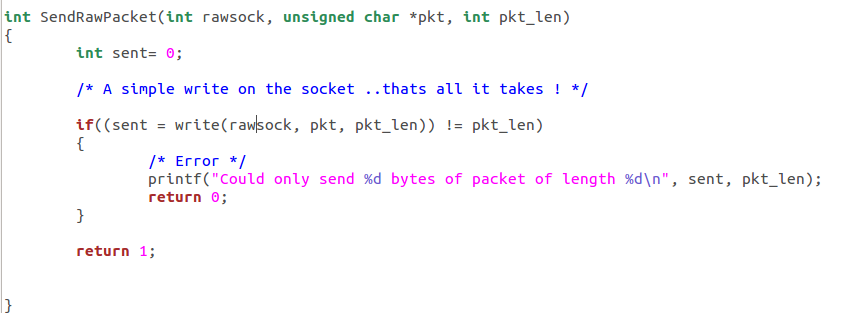 int SendRawPacket(int rawsock, unsigned char *pkt, int pkt_len)
{
        int sent= 0;

        /* A simple write on the socket ..thats all it takes ! */

        if((sent = write(rawsock, pkt, pkt_len)) != pkt_len)
        {
                /* Error */
                printf("Could only send %d bytes of packet of length %d\n", sent, pkt_len);
                return 0;
        }

        return 1;


}